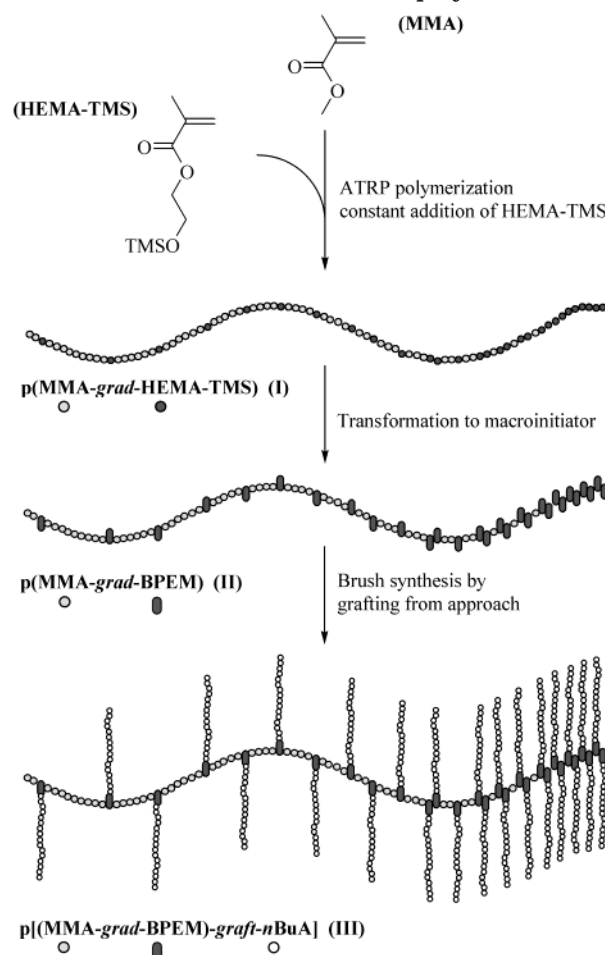 (MMA)
O
O
(HEMA-TMS)
O
O
TMSO
ATRP polymerization
constant addition of HEMA-TMS
p(MMA-grad-HEMA-TMS) (I)
Transformation to macroinitiator
p(MMA-grad-BPEM) (II)
Brush synthesis by
grafting from approach
p[(MMA-grad-BPEM)-graft-nBuA] (III)